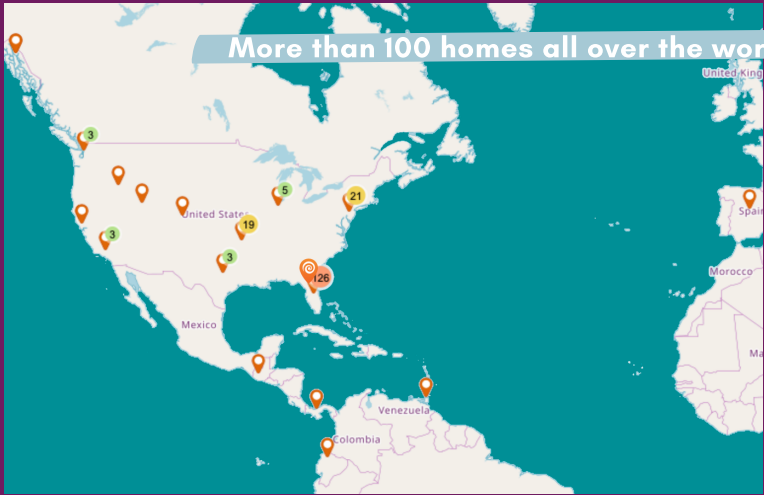 More than 100 homes all over the wor
United King
3
5
21
United States
19
Spain
3
3
126
Morocco
Mexico
Ma
Venezuela
Colombia